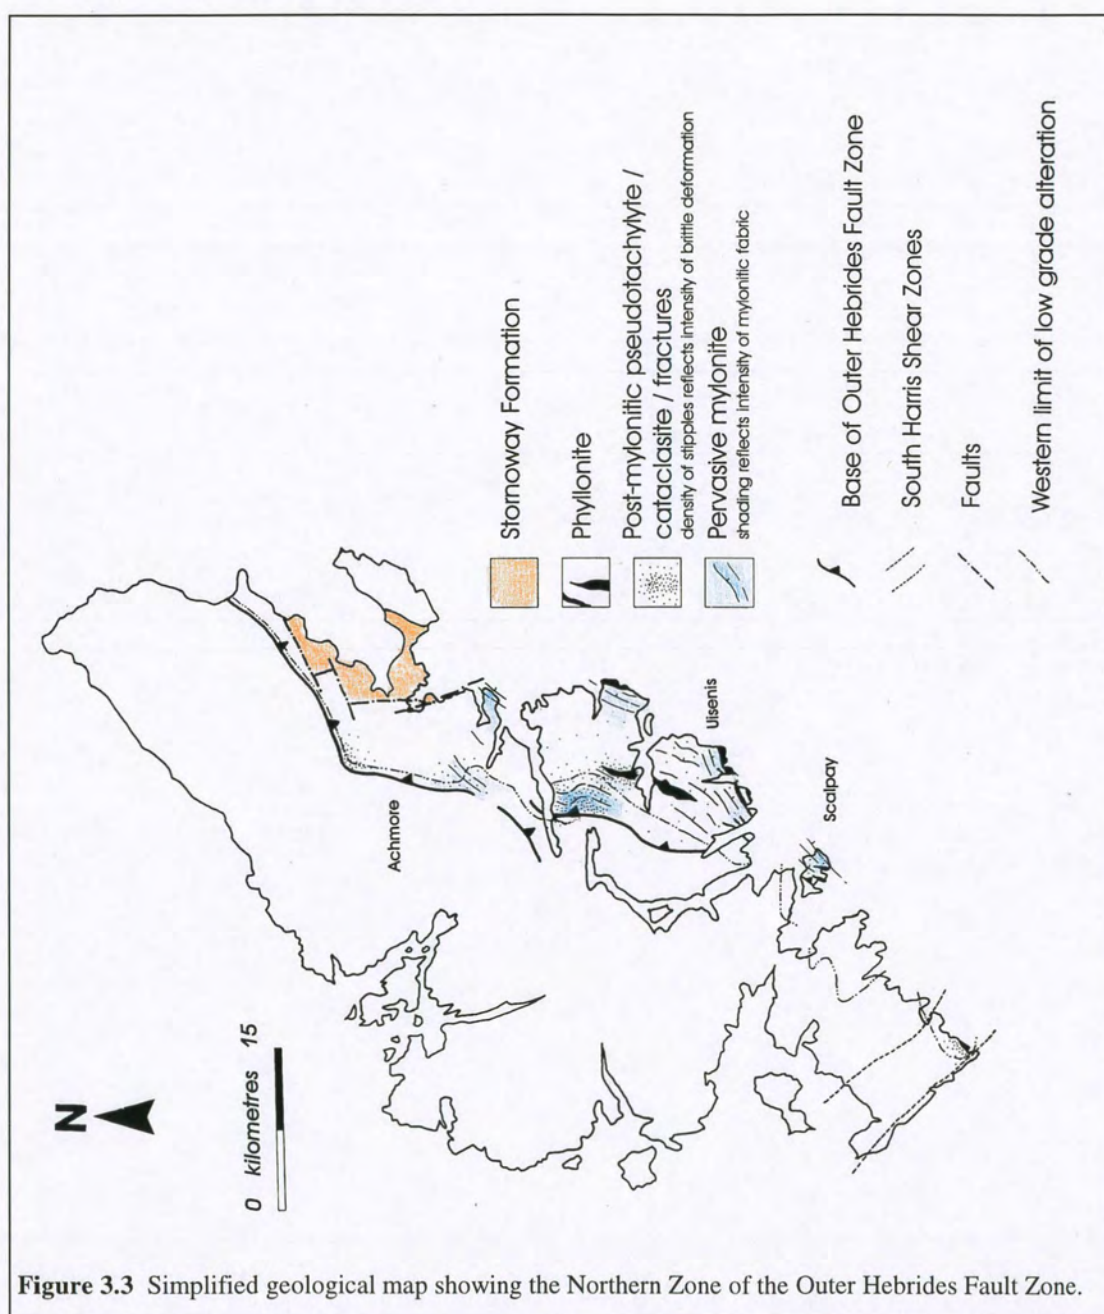 N
0 kilometres 15
Achmore
Uisenis
Scalpay
Stornoway Formation
Phyllonite
Post-mylonitic pseudotachylyte /
cataclasite / fractures
density of stipples reflects intensity of brittle deformation
Pervasive mylonite
shading reflects intensity of mylonitic fabric
Base of Outer Hebrides Fault Zone
South Harris Shear Zones
Faults
Western limit of low grade alteration
Figure 3.3 Simplified geological map showing the Northern Zone of the Outer Hebrides Fault Zone.